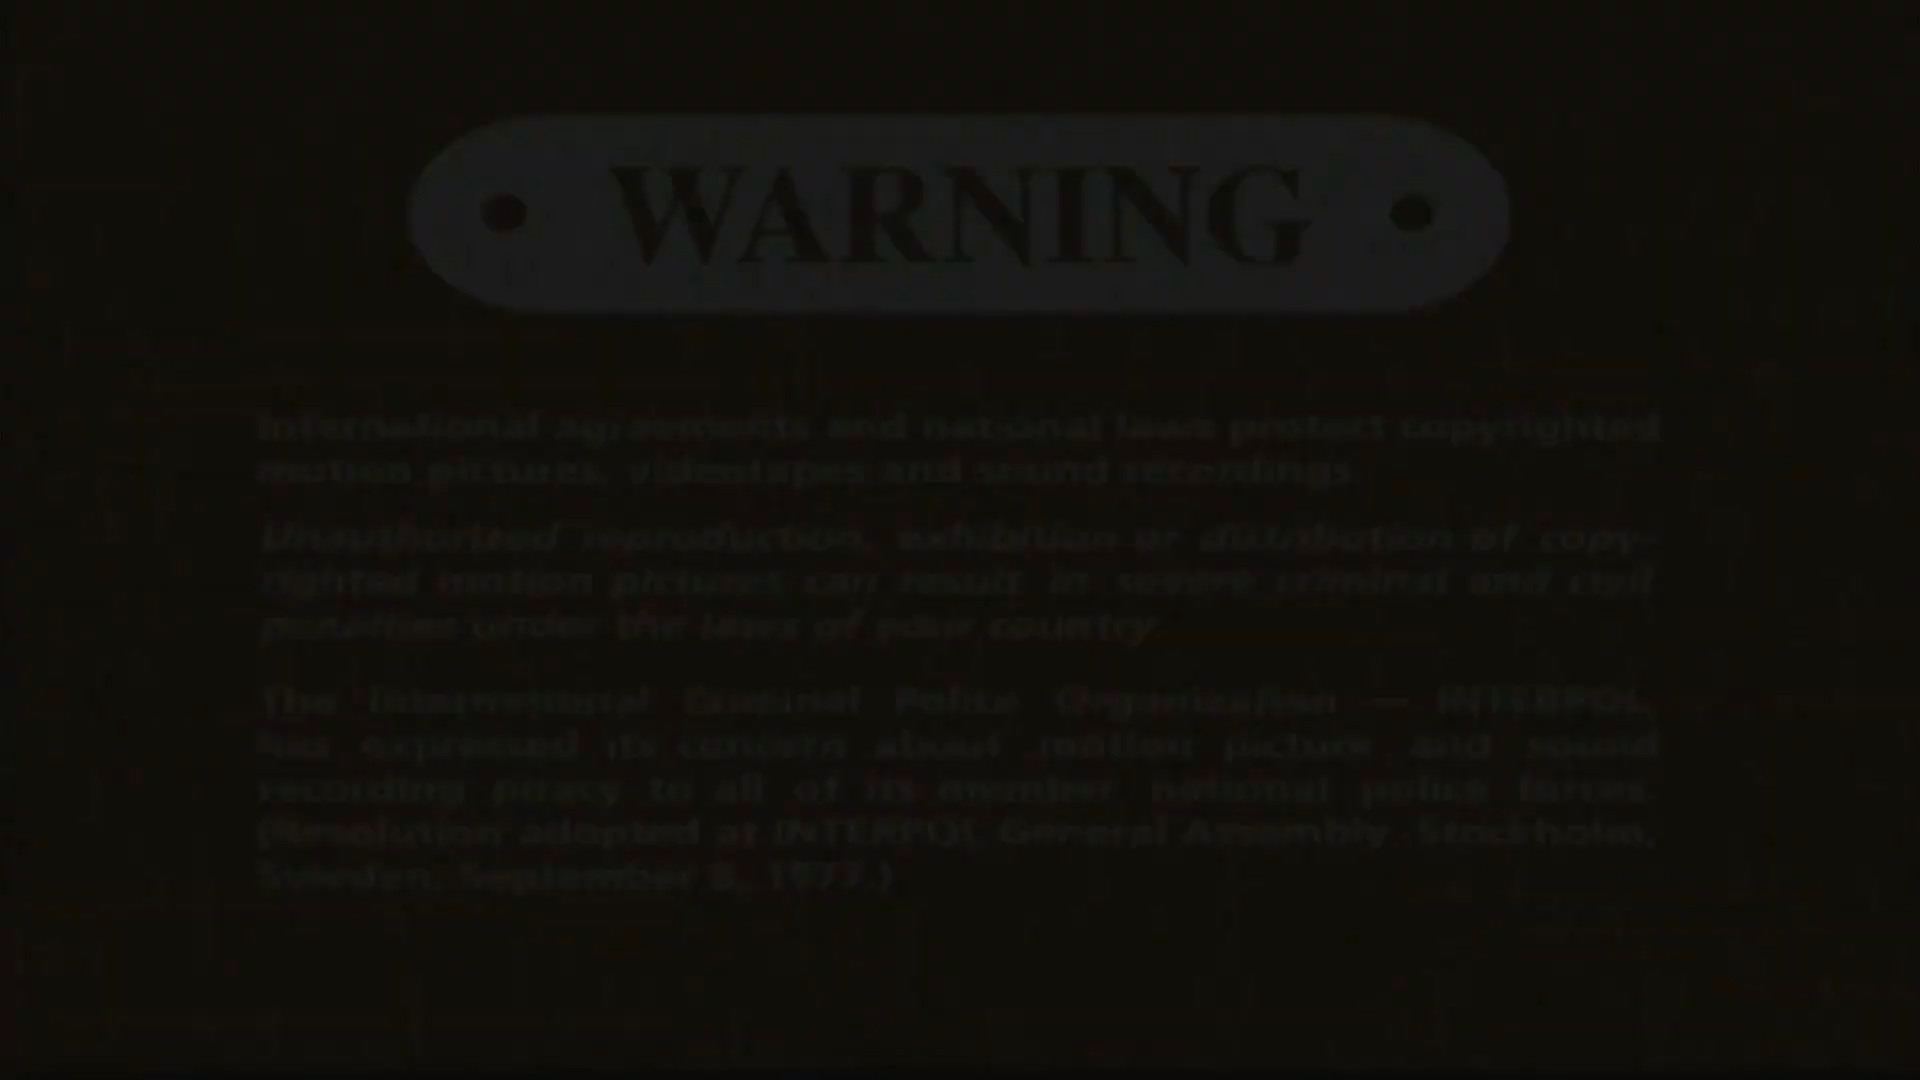 WARNING
International agreements and national laws protect copyrighted
motion pictures, videotapes and sound recordings.
Unauthorized reproduction, exhibition or distribution of copy-
righted motion pictures can result in severe criminal and civil
penalties under the laws of your country.
The International Criminal Police Organization — INTERPOL,
has expressed its concern about motion picture and sound
recording piracy to all of its member national police forces.
(Resolution adopted at INTERPOL General Assembly, Stockholm,
Sweden, September 8, 1977.)